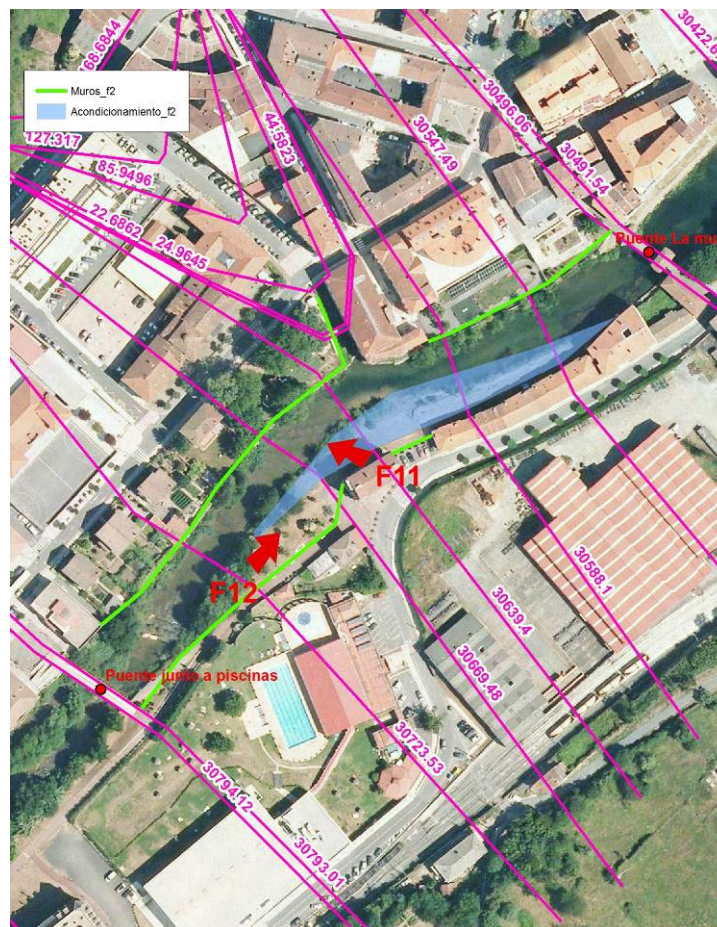 68.6844
30422.6
Muros_f2
Acondicionamiento_f2
30496.06
44.5823
30547.49
127.317
30491.54
85.9496
22.6862
24.9645
Puente La mu
F11
30588.1
F12
30639.4
Puente junto a piscinas
30669.48
30723.53
30794.12
30793.01